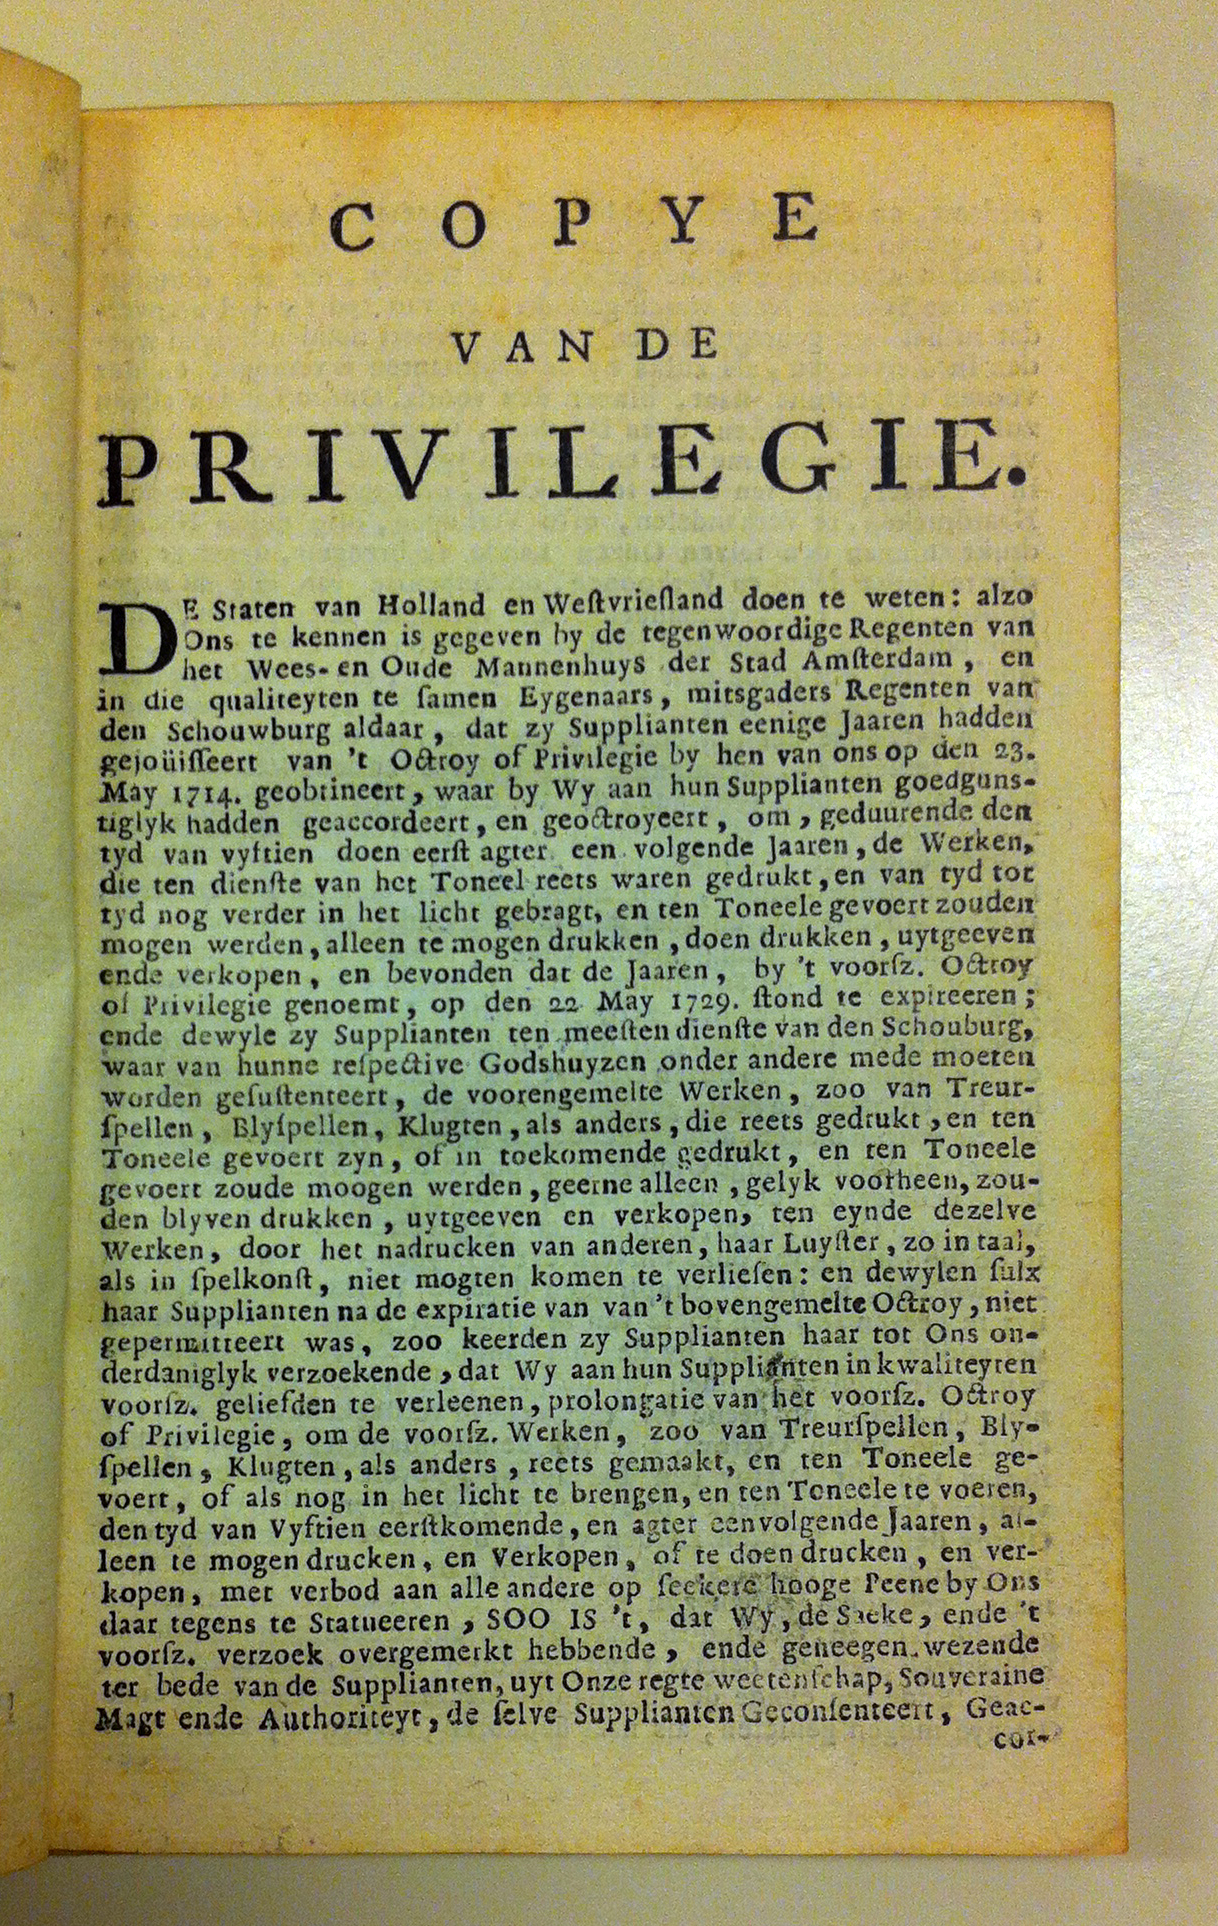 COPYE
VAN DE
PRIVILEGIE.
DE Staten van Holland en Weſtvrieſland doen te weten: alzo
Ons te kennen is gegeven by de tegenwoordige Regenten van
het Wees- en Oude Mannenhuys der Stad Amſterdam, en
in die qualiteyten te ſamen Eygenaars, mitsgaders Regenten van
den Schouwburg aldaar, dat zy Supplianten eenige Jaaren hadden
gejoüiſſeert van 't Octroy of Privilegie by hen van ons op den 23.
May 1714. geobtineert, waar by Wy aan hun Supplianten goedguns-
tiglyk hadden geaccordeert, en geoctroyeert, om, geduurende den
tyd van vyftien doen eerſt agter een volgende Jaaren, de Werken,
die ten dienſte van het Toneel reets waren gedrukt, en van tyd tot
tyd nog verder in het licht gebragt, en ten Toneele gevoert zouden
mogen werden, alleen te mogen drukken, doen drukken, uytgeeven
ende verkopen, en bevonden dat de Jaaren, by 't voorſz. Octroy
of Privilegie genoemt, op den 22 May 1729. ſtond te expireeren;
ende dewyle zy Supplianten ten meeſten dienſte van den Schouburg,
waar van hunne reſpective Godshuyzen onder andere mede moeten
worden geſuſtenteert, de voorengemelte Werken, zoo van Treur-
ſpellen, Blyſpellen, Klugten, als anders, die reets gedrukt, en ten
Toneele gevoert zyn, of in toekomende gedrukt, en ten Toneele
gevoert zoude moogen werden, geerne alleen, gelyk voorheen, zou-
den blyven drukken, uytgeeven en verkopen, ten eynde dezelve
Werken, door het nadrucken van anderen, haar Luyſter, zo in taal,
als in ſpelkonſt, niet mogten komen te verlieſen: en dewylen ſulx
haar Supplianten na de expiratie van van 't bovengemelte Octroy, niet
gepermitteert was, zoo keerden zy Supplianten haar tot Ons on-
derdaniglyk verzoekende, dat Wy aan hun Supplianten in kwaliteyten
voorſz. geliefden te verleenen, prolongatie van het voorſz. Octroy
of Privilegie, om de voorſz. Werken, zoo van Treurſpellen, Bly-
ſpellen, Klugten, als anders, reets gemaakt, en ten Toneele ge-
voert, of als nog in het licht te brengen, en ten Toneele te voeren,
den tyd van Vyftien eerſtkomende, en agter een volgende Jaaren, al-
leen te mogen drucken, en Verkopen, of te doen drucken, en ver-
kopen, met verbod aan alle andere op ſeekere hooge Peene by Ons
daar tegens te Statueeren, SOO IS 't, dat Wy, de Sacke, ende 't
voorſz. verzoek overgemerkt hebbende, ende geneegen wezende
ter bede van de Supplianten, uyt Onze regte weetenſchap, Souveraine
Magt ende Authoriteyt, de ſelve Supplianten Geconſenteert, Geac-
cor-